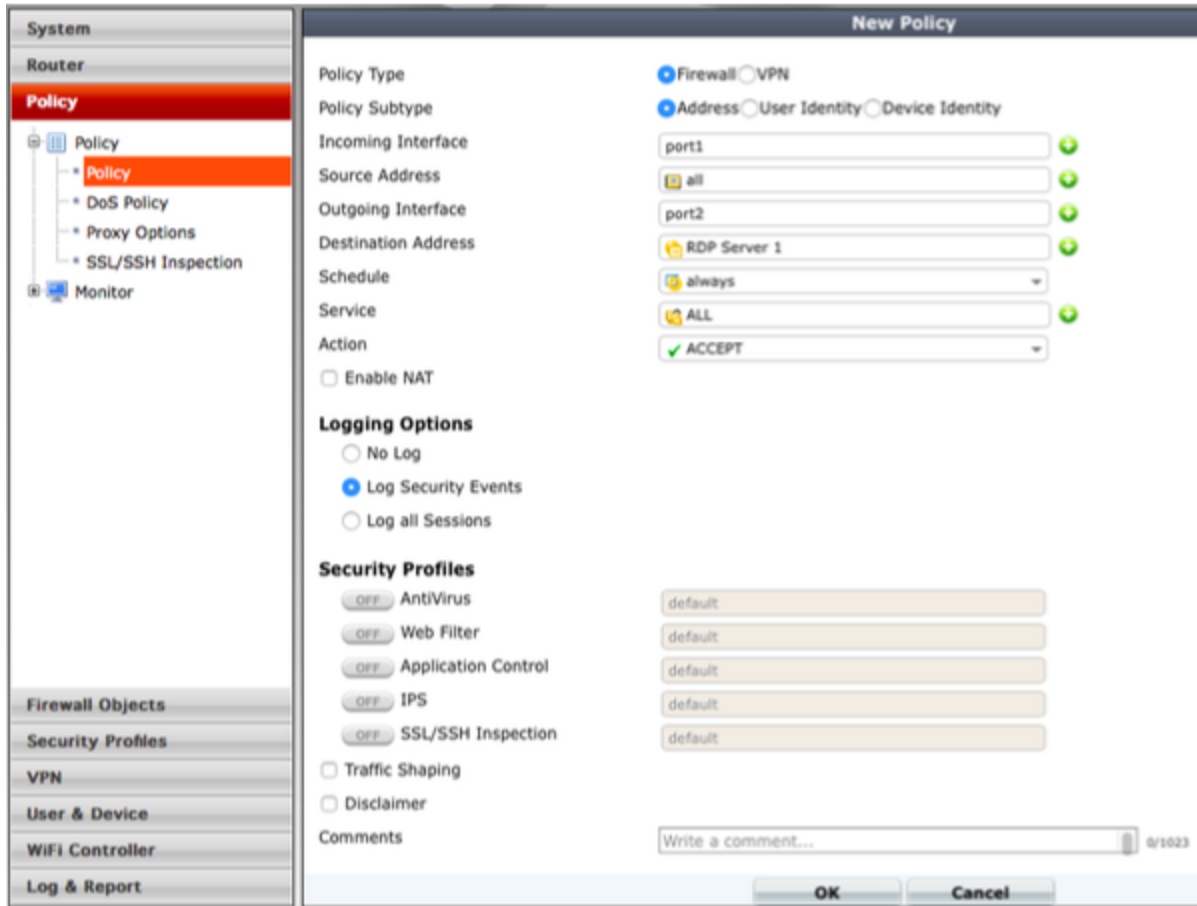 System
Router
Policy
Policy
Policy
DoS Policy
Proxy Options
SSL/SSH Inspection
Monitor
Firewall Objects
Security Profiles
VPN
User & Device
WiFi Controller
Log & Report
New Policy
Policy Type Firewall VPN
Policy Subtype Address User Identity Device Identity
Incoming Interface port1
Source Address all
Outgoing Interface port2
Destination Address RDP Server 1
Schedule always
Service ALL
Action ACCEPT
Enable NAT
Logging Options
No Log
Log Security Events
Log all Sessions
Security Profiles
OFF AntiVirus default
OFF Web Filter default
OFF Application Control default
OFF IPS default
OFF SSL/SSH Inspection default
Traffic Shaping
Disclaimer
Comments Write a comment... 0/1023
OK Cancel